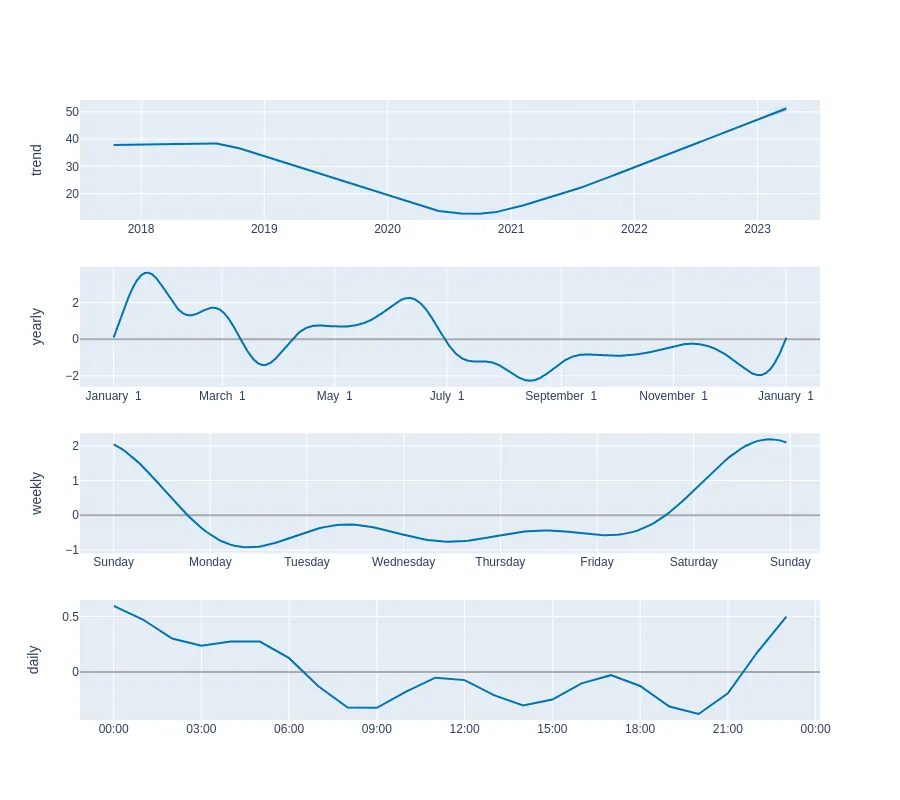 50
40
30
20
trend
2018 2019 2020 2021 2022 2023
2
0
−2
yearly
January 1 March 1 May 1 July 1 September 1 November 1 January 1
2
1
0
−1
weekly
Sunday Monday Tuesday Wednesday Thursday Friday Saturday Sunday
0.5
0
daily
00:00 03:00 06:00 09:00 12:00 15:00 18:00 21:00 00:00